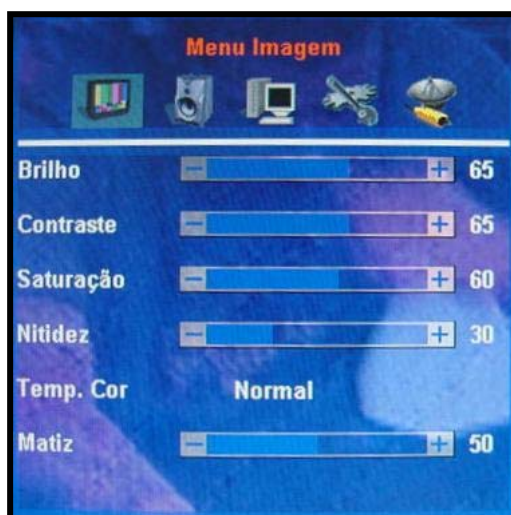 Menu Imagem
Brilho - + 65
Contraste - + 65
Saturação - + 60
Nitidez - + 30
Temp. Cor Normal
Matiz - + 50